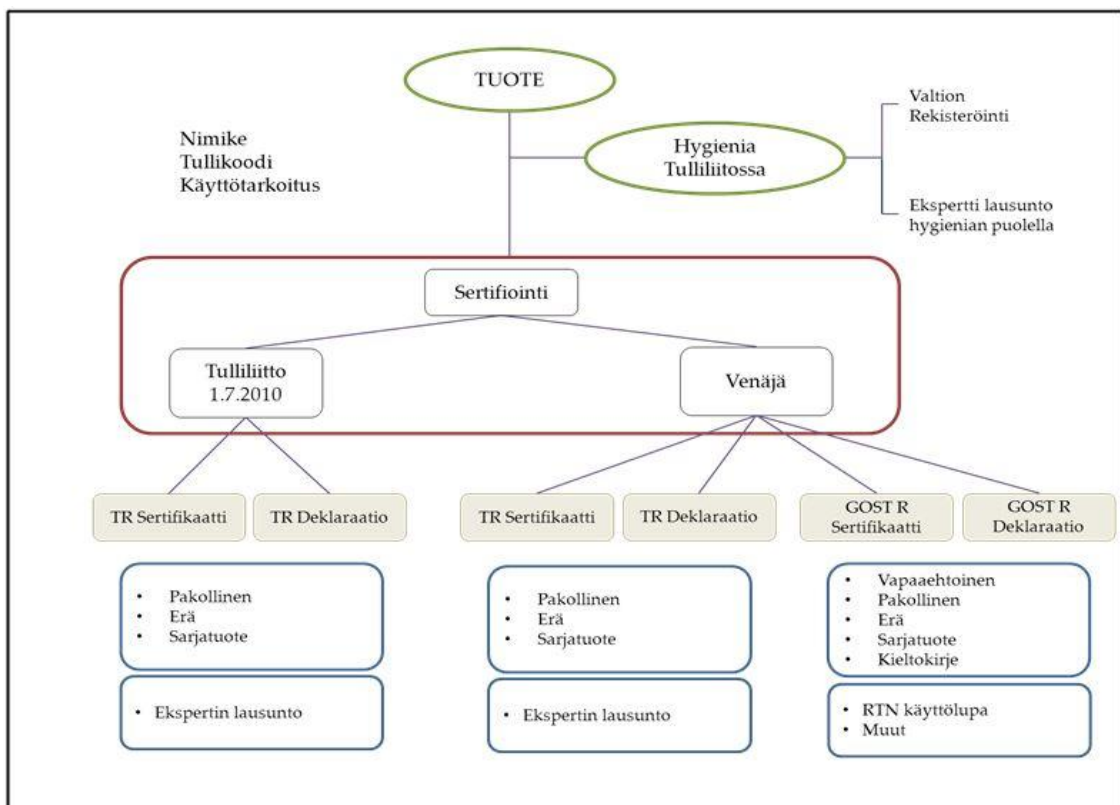 TUOTE
Nimike
Tullikoodi
Käyttötarkoitus
Hygienia
Tulliliitossa
Valtion
Rekisteröinti
Ekspertti lausunto
hygienian puolella
Sertifiointi
Tulliliitto
1.7.2010
Venäjä
TR Sertifikaatti
TR Deklaraatio
TR Sertifikaatti
TR Deklaraatio
GOST R
Sertifikaatti
GOST R
Deklaraatio
• Pakollinen
• Erä
• Sarjatuote
• Pakollinen
• Erä
• Sarjatuote
• Vapaaehtoinen
• Pakollinen
• Erä
• Sarjatuote
• Kieltokirje
• Ekspertin lausunto
• Ekspertin lausunto
• RTN käyttölupa
• Muut